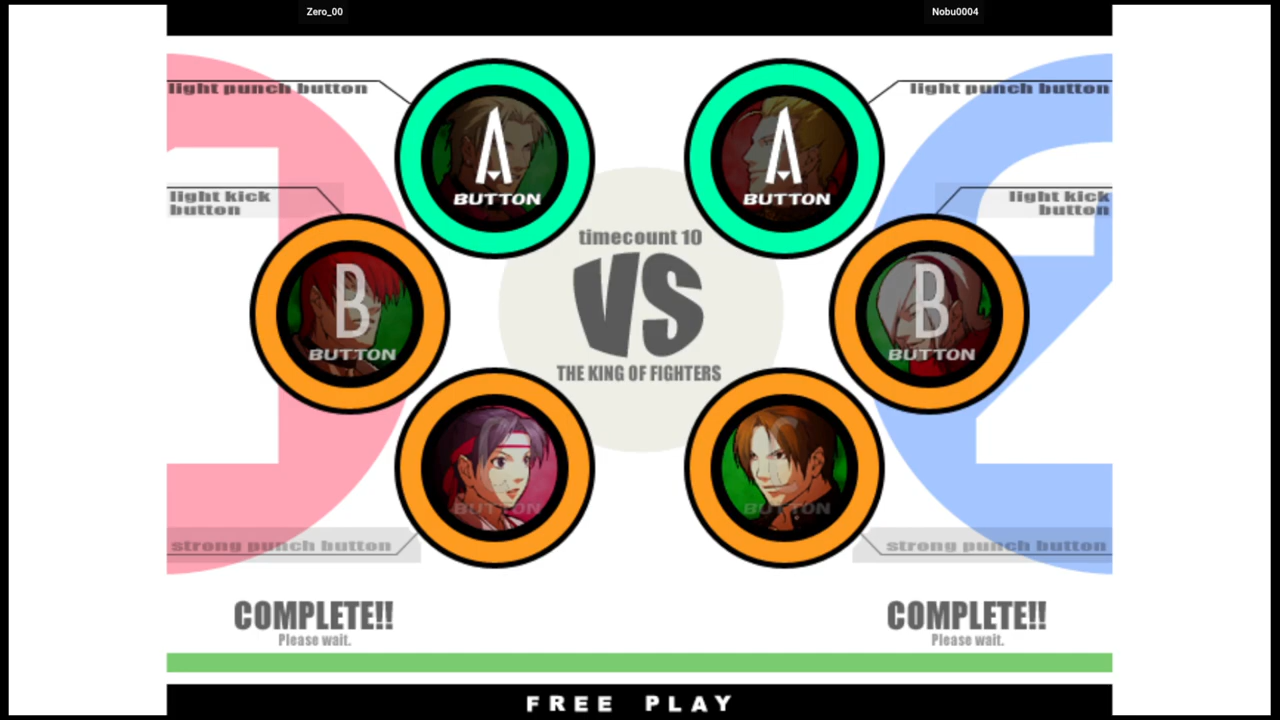 Zero_00
Nobu0004
light punch button
light punch button
A
BUTTON
A
BUTTON
light kick
button
light kick
button
timecount 10
VS
THE KING OF FIGHTERS
B
BUTTON
B
BUTTON
BUTTON
BUTTON
strong punch button
strong punch button
COMPLETE!!
Please wait.
COMPLETE!!
Please wait.
FREE PLAY